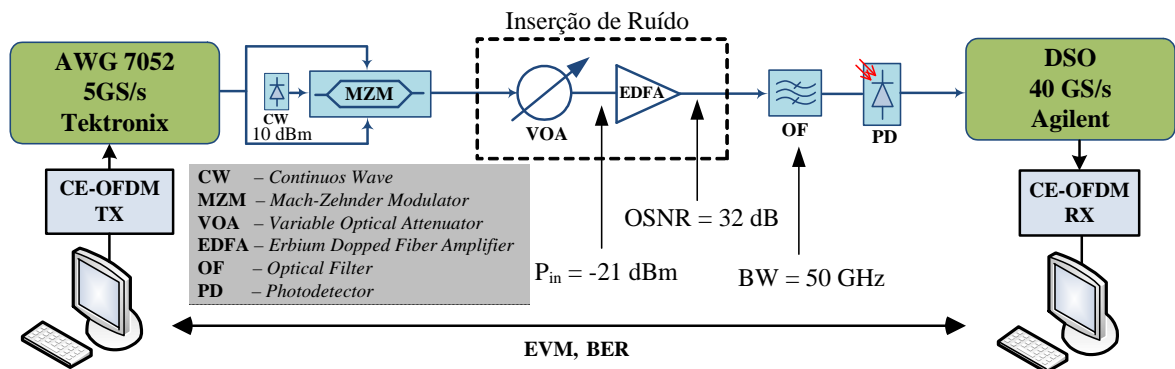 Inserção de Ruído
AWG 7052
5GS/s
Tektronix
CW
10 dBm
MZM
VOA
EDFA
OF
PD
DSO
40 GS/s
Agilent
CE-OFDM
TX
CW – Continuos Wave
MZM – Mach-Zehnder Modulator
VOA – Variable Optical Attenuator
EDFA – Erbium Dopped Fiber Amplifier
OF – Optical Filter
PD – Photodetector
OSNR = 32 dB
Pin = -21 dBm
BW = 50 GHz
CE-OFDM
RX
EVM, BER